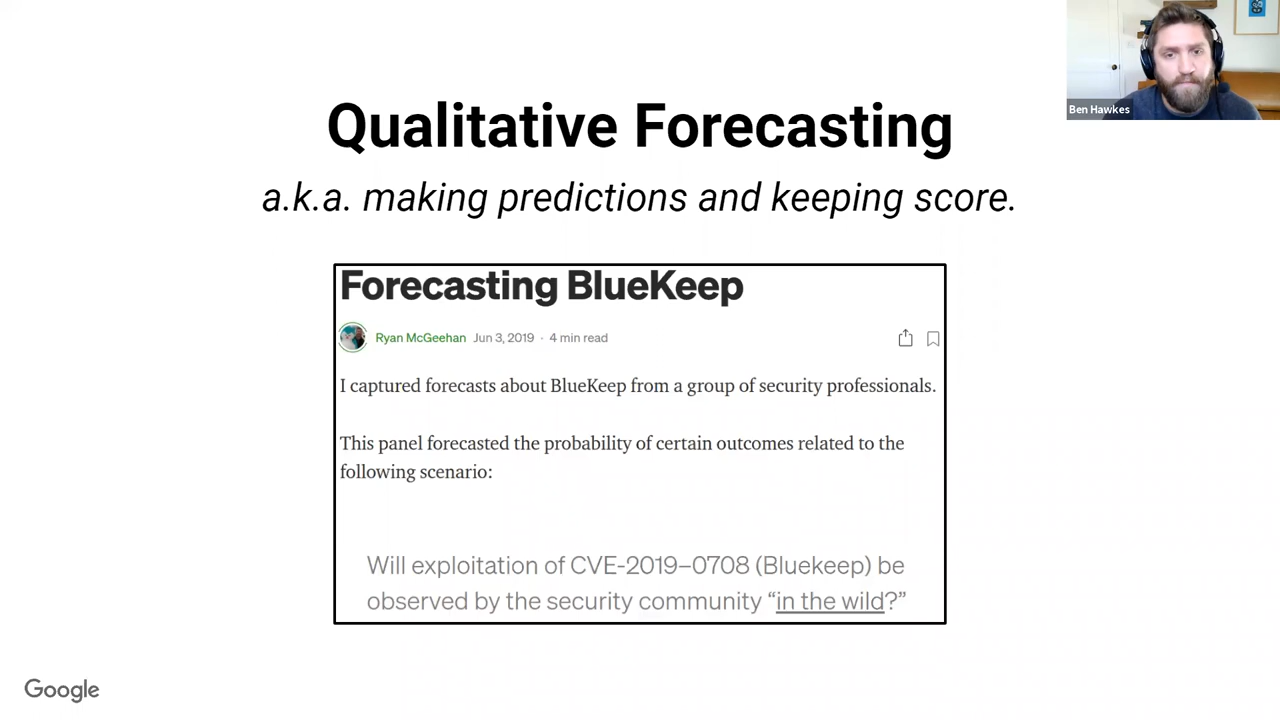 Ben Hawkes
Qualitative Forecasting
a.k.a. making predictions and keeping score.
Forecasting BlueKeep
Ryan McGeehan Jun 3, 2019 · 4 min read
I captured forecasts about BlueKeep from a group of security professionals.
This panel forecasted the probability of certain outcomes related to the
following scenario:
Will exploitation of CVE-2019–0708 (Bluekeep) be
observed by the security community “in the wild?”
Google